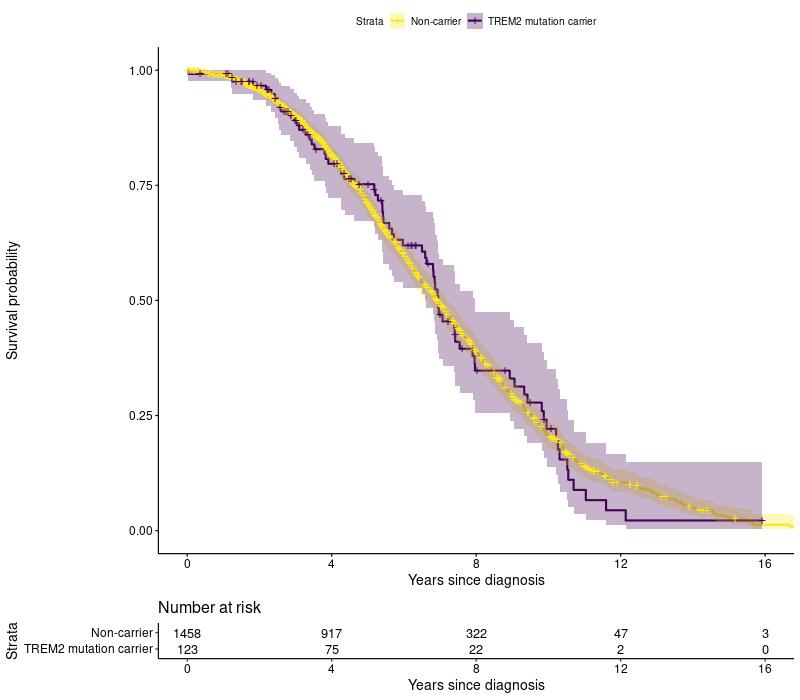 Strata Non-carrier TREM2 mutation carrier
1.00
0.75
0.50
0.25
0.00
Survival probability
0 4 8 12 16
Years since diagnosis
Number at risk
Strata
Non-carrier 1458 917 322 47 3
TREM2 mutation carrier 123 75 22 2 0
0 4 8 12 16
Years since diagnosis